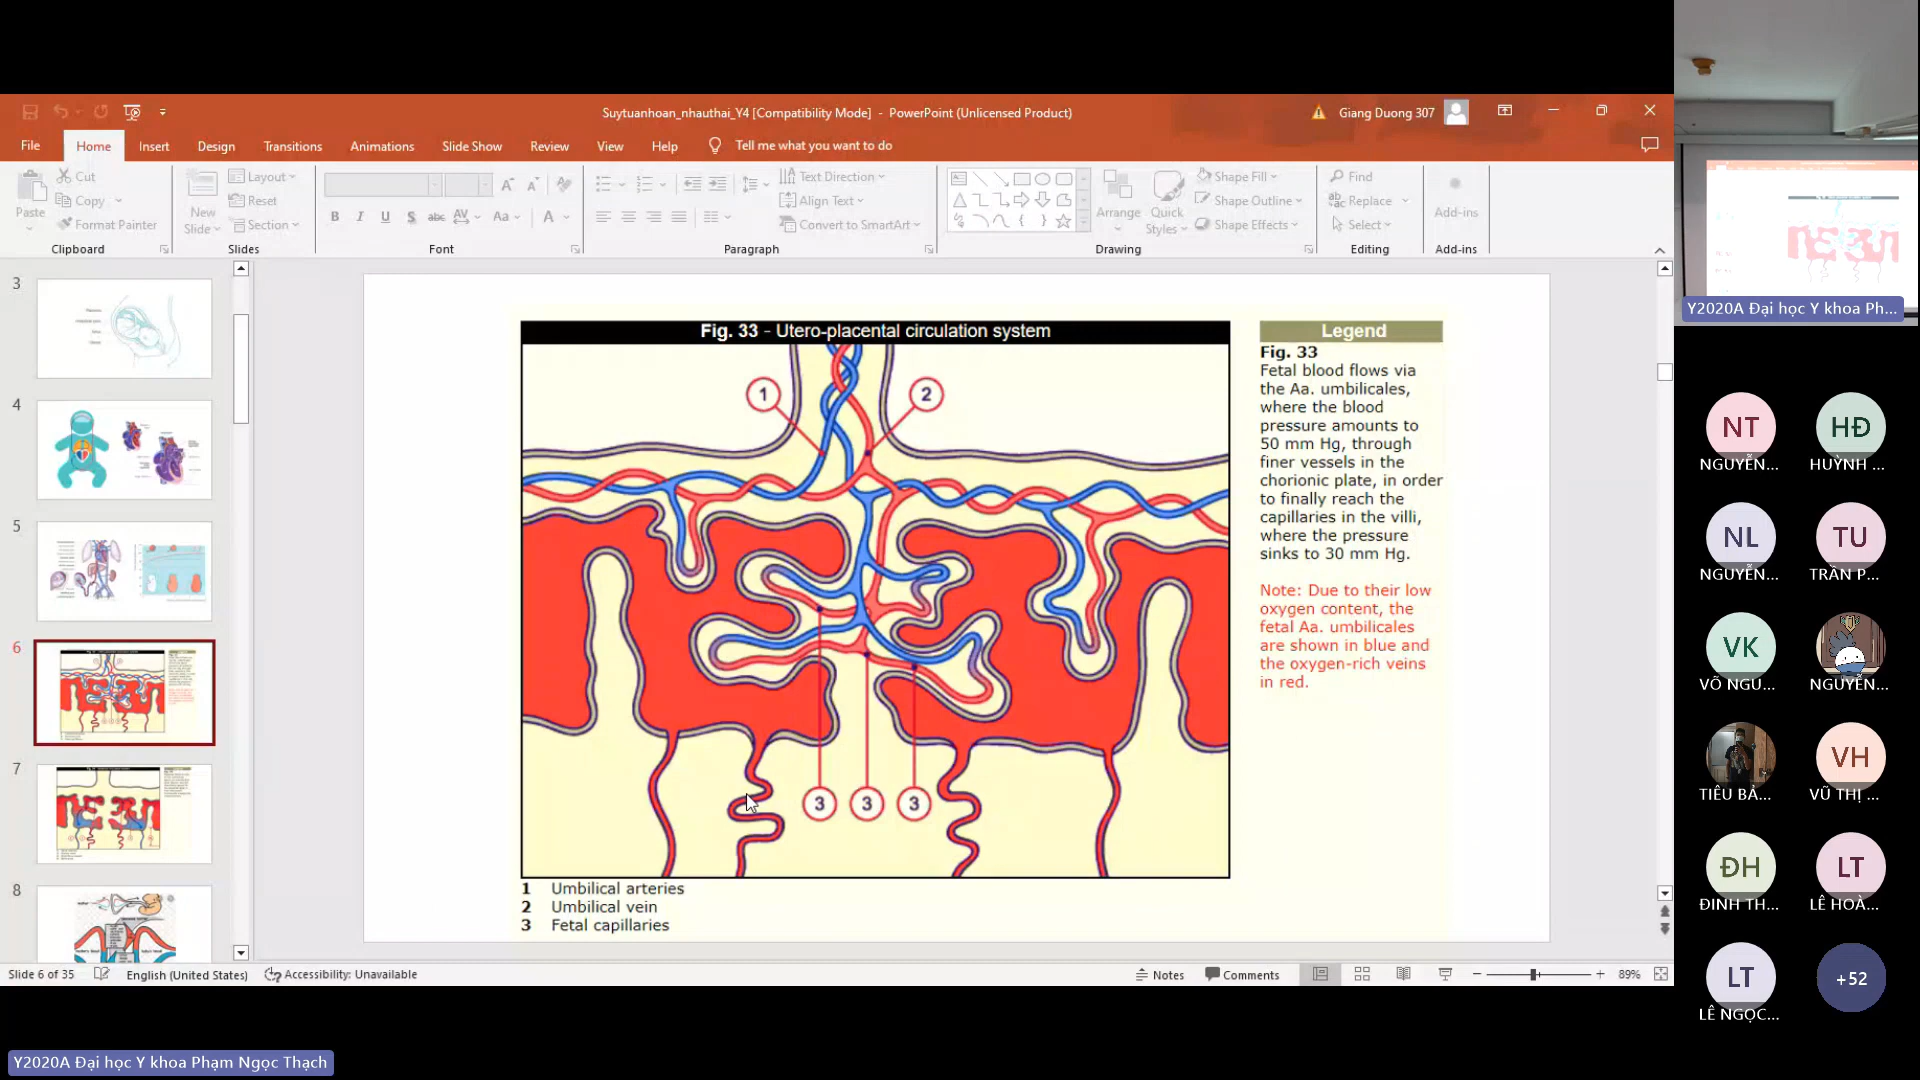 Suytuanhoan_nhauthai_Y4 [Compatibility Mode] - PowerPoint (Unlicensed Product)
Giang Duong 307
File Home Insert Design Transitions Animations Slide Show Review View Help Tell me what you want to do
Paste
Cut
Copy
Format Painter
Clipboard
New Slide
Layout
Reset
Section
Slides
B I U S abc AV Aa A
Font
Text Direction
Align Text
Convert to SmartArt
Paragraph
Arrange
Quick Styles
Shape Fill
Shape Outline
Shape Effects
Drawing
Find
Replace
Select
Editing
Add-ins
Add-ins
3
4
5
6
7
8
Fig. 33 - Utero-placental circulation system
1
2
3 3 3
1 Umbilical arteries
2 Umbilical vein
3 Fetal capillaries
Legend
Fig. 33
Fetal blood flows via
the Aa. umbilicales,
where the blood
pressure amounts to
50 mm Hg, through
finer vessels in the
chorionic plate, in order
to finally reach the
capillaries in the villi,
where the pressure
sinks to 30 mm Hg.
Note: Due to their low
oxygen content, the
fetal Aa. umbilicales
are shown in blue and
the oxygen-rich veins
in red.
Slide 6 of 35 English (United States) Accessibility: Unavailable
Notes Comments 89%
Y2020A Đại học Y khoa Ph...
NT
NGUYỄN...
HĐ
HUỲNH ...
NL
NGUYỄN...
TU
TRẦN P...
VK
VÕ NGU...
NGUYỄN...
TIÊU BẢ...
VH
VŨ THỊ ...
ĐH
ĐINH TH...
LT
LÊ HOÀ...
LT
LÊ NGỌC...
+52
Y2020A Đại học Y khoa Phạm Ngọc Thạch